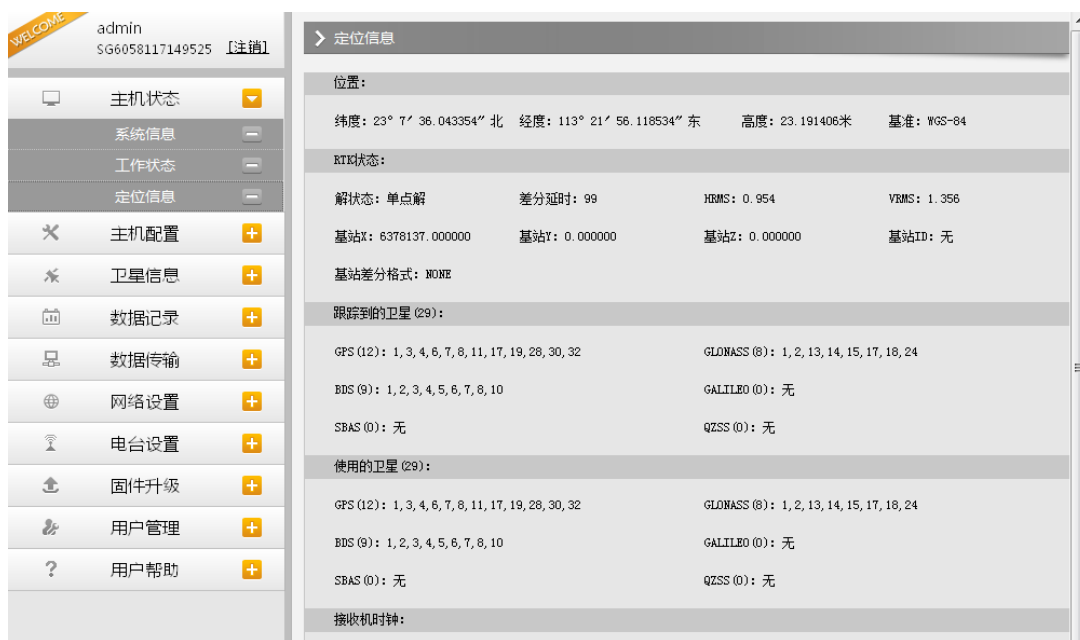 WELCOME
admin
SG6058117149525 [注销]
主机状态
系统信息
工作状态
定位信息
主机配置
卫星信息
数据记录
数据传输
网络设置
电台设置
固件升级
用户管理
用户帮助
定位信息
位置:
纬度: 23° 7′ 36.043354″ 北 经度: 113° 21′ 56.118534″ 东 高度: 23.191406米 基准: WGS-84
RTK状态:
解状态: 单点解 差分延时: 99 HRMS: 0.954 VRMS: 1.356
基站X: 6378137.000000 基站Y: 0.000000 基站Z: 0.000000 基站ID: 无
基站差分格式: NONE
跟踪到的卫星(29):
GPS(12): 1,3,4,6,7,8,11,17,19,28,30,32 GLONASS(8): 1,2,13,14,15,17,18,24
BDS(9): 1,2,3,4,5,6,7,8,10 GALILEO(0): 无
SBAS(0): 无 QZSS(0): 无
使用的卫星(29):
GPS(12): 1,3,4,6,7,8,11,17,19,28,30,32 GLONASS(8): 1,2,13,14,15,17,18,24
BDS(9): 1,2,3,4,5,6,7,8,10 GALILEO(0): 无
SBAS(0): 无 QZSS(0): 无
接收机时钟: